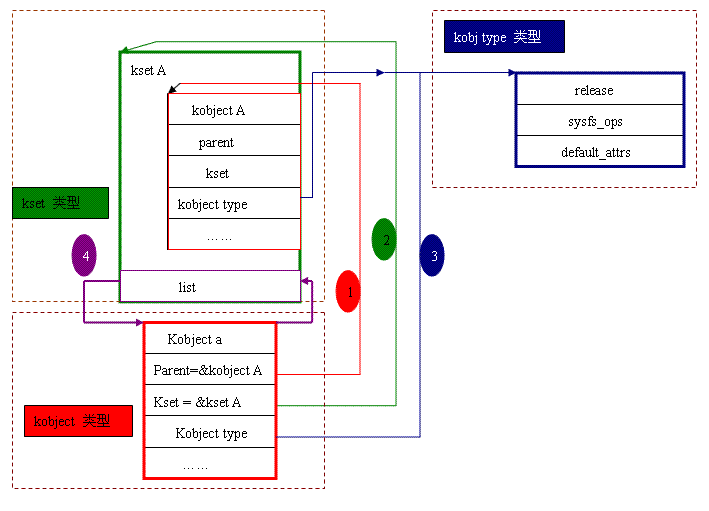 kobj type 类型
kset A
release
kobject A
sysfs_ops
parent
default_attrs
kset
kset 类型
kobject type
……
2
3
4
list
1
Kobject a
Parent=&kobject A
Kset = &kset A
kobject 类型
Kobject type
……